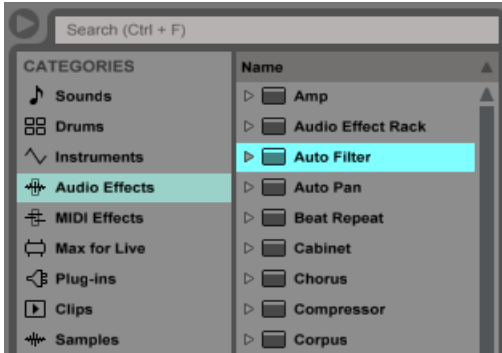 Search (Ctrl + F)
CATEGORIES
Sounds
Drums
Instruments
Audio Effects
MIDI Effects
Max for Live
Plug-ins
Clips
Samples
Name
Amp
Audio Effect Rack
Auto Filter
Auto Pan
Beat Repeat
Cabinet
Chorus
Compressor
Corpus